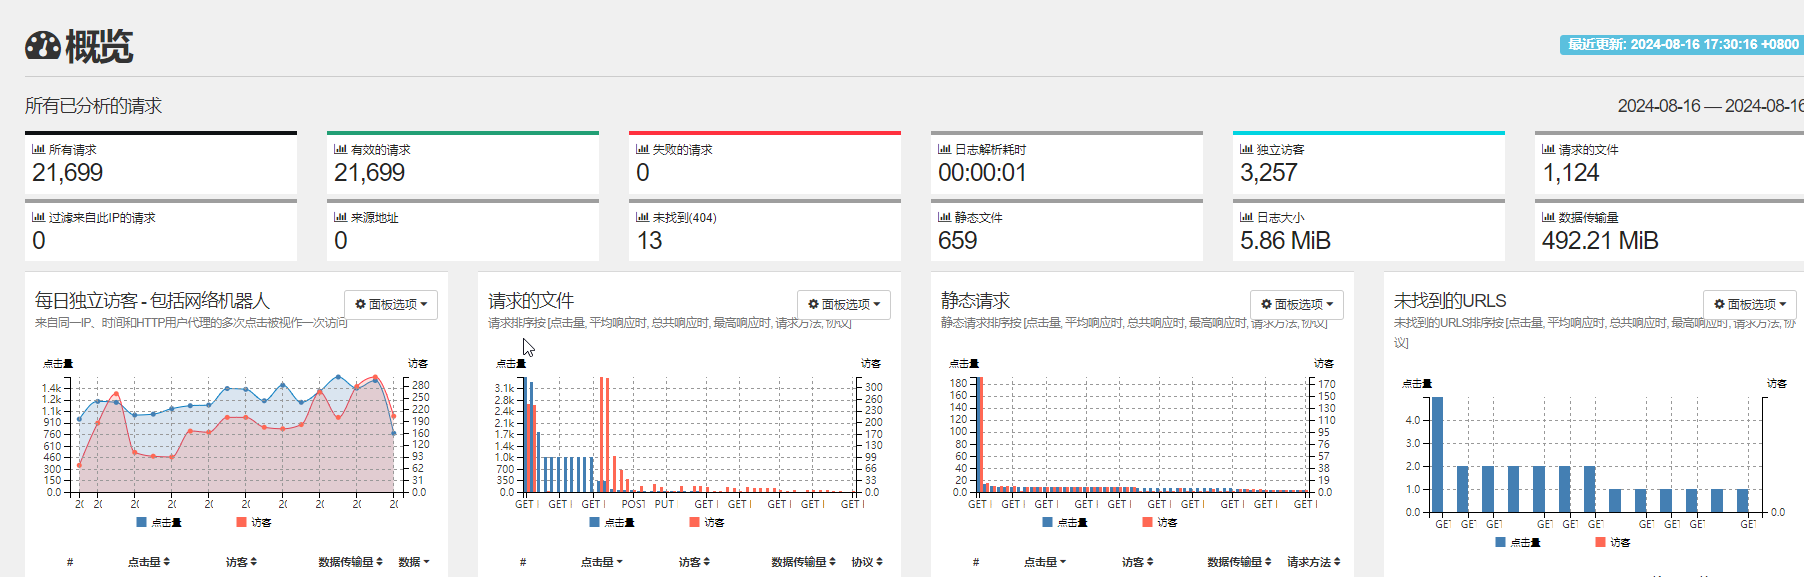 概览
最近更新: 2024-08-16 17:30:16 +0800
所有已分析的请求
2024-08-16 — 2024-08-16
所有请求
21,699
有效的请求
21,699
失败的请求
0
日志解析耗时
00:00:01
独立访客
3,257
请求的文件
1,124
过滤来自此IP的请求
0
来源地址
0
未找到(404)
13
静态文件
659
日志大小
5.86 MiB
数据传输量
492.21 MiB
每日独立访客 - 包括网络机器人
面板选项
来自同一IP、时间和HTTP用户代理的多次点击被视作一次访问
点击量
访客
1.4k
1.2k
1.1k
910
760
610
460
300
150
0.0
280
250
220
190
160
120
93
62
31
0.0
20 20 20 20 20 20 20 20 20
点击量
访客
# 点击量 访客 数据传输量 数据
请求的文件
面板选项
请求排序按 [点击量, 平均响应时, 总共响应时, 最高响应时, 请求方法, 协议]
点击量
访客
3.1k
2.8k
2.4k
2.1k
1.7k
1.4k
1.0k
700
350
0.0
300
260
230
200
170
130
99
66
33
0.0
GET GET GET POST PUT GET GET GET GET GET
点击量
访客
# 点击量 访客 数据传输量 协议
静态请求
面板选项
静态请求排序按 [点击量, 平均响应时, 总共响应时, 最高响应时, 请求方法, 协议]
点击量
访客
180
160
140
120
100
80
60
40
20
0.0
170
150
130
110
95
76
57
38
19
0.0
GET GET GET GET GET GET GET GET GET GET
点击量
访客
# 点击量 访客 数据传输量 请求方法
未找到的URLS
面板选项
未找到的URLS排序按 [点击量, 平均响应时, 总共响应时, 最高响应时, 请求方法, 协
议]
点击量
访客
4.0
3.0
2.0
1.0
0.0
0.0
GET GET GET GET GET GET GET GET GET GET
点击量
访客